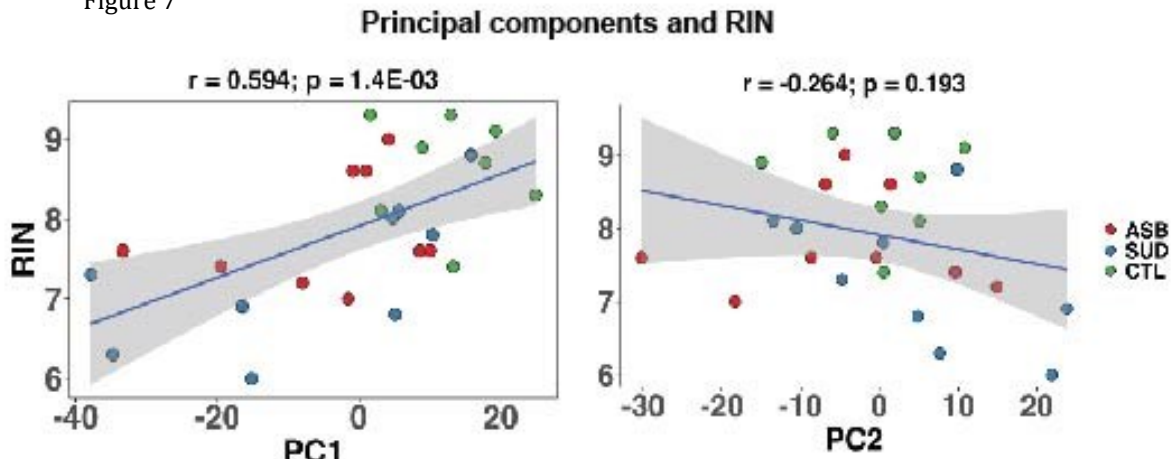 Figure 7
Principal components and RIN
r = 0.594; p = 1.4E-03
RIN
9
8
7
6
-40
-20
0
20
PC1
r = -0.264; p = 0.193
9
8
7
6
-30
-20
-10
0
10
20
PC2
ASB
SUD
CTL